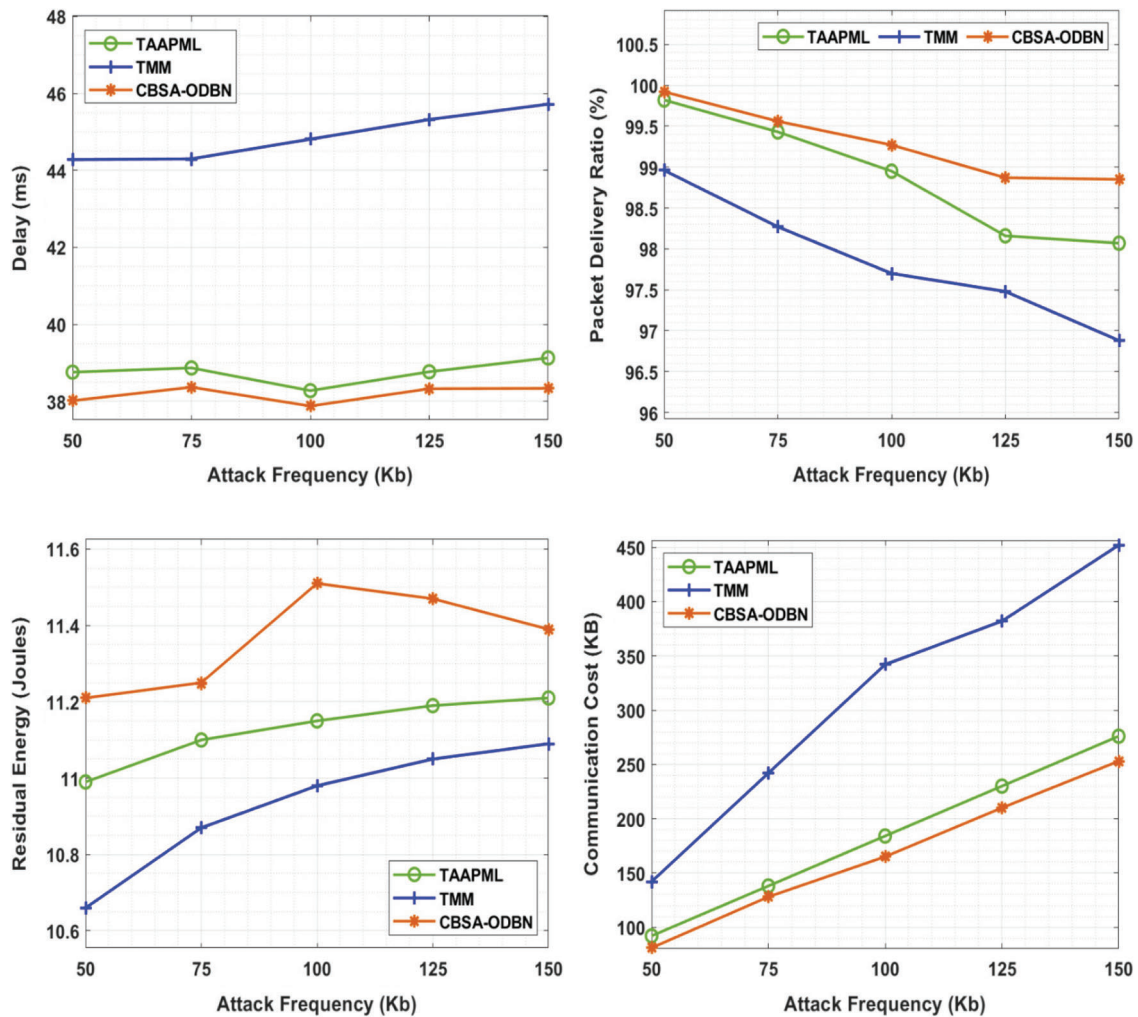 48
46
44
42
40
38
50
75
100
125
150
Delay (ms)
Attack Frequency (Kb)
TAAPML
TMM
CBSA-ODBN
100.5
100
99.5
99
98.5
98
97.5
97
96.5
96
50
75
100
125
150
Packet Delivery Ratio (%)
Attack Frequency (Kb)
TAAPML
TMM
CBSA-ODBN
11.6
11.4
11.2
11
10.8
10.6
50
75
100
125
150
Residual Energy (Joules)
Attack Frequency (Kb)
TAAPML
TMM
CBSA-ODBN
450
400
350
300
250
200
150
100
50
75
100
125
150
Communication Cost (KB)
Attack Frequency (Kb)
TAAPML
TMM
CBSA-ODBN